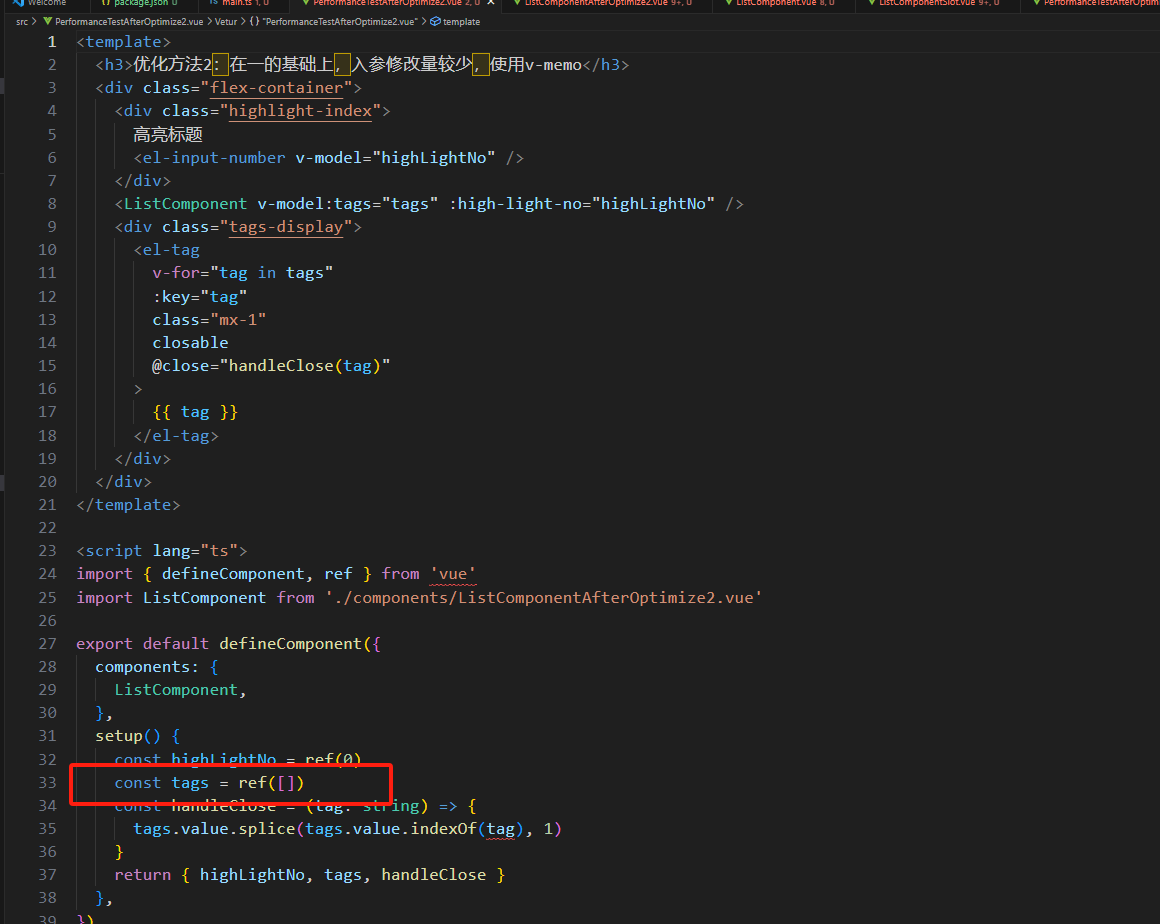 Welcome package.json U main.ts 1, U PerformanceTestAfterOptimize2.vue 2, U ListComponentAfterOptimize2.vue 9+, U ListComponent.vue 8, U ListComponentSlot.vue 9+, U PerformanceTestAfterOptim
src > PerformanceTestAfterOptimize2.vue > Vetur > {} "PerformanceTestAfterOptimize2.vue" > template
1 <template>
2 <h3>优化方法2：在一的基础上，入参修改量较少，使用v-memo</h3>
3 <div class="flex-container">
4 <div class="highlight-index">
5 高亮标题
6 <el-input-number v-model="highLightNo" />
7 </div>
8 <ListComponent v-model:tags="tags" :high-light-no="highLightNo" />
9 <div class="tags-display">
10 <el-tag
11 v-for="tag in tags"
12 :key="tag"
13 class="mx-1"
14 closable
15 @close="handleClose(tag)"
16 >
17 {{ tag }}
18 </el-tag>
19 </div>
20 </div>
21 </template>
22
23 <script lang="ts">
24 import { defineComponent, ref } from 'vue'
25 import ListComponent from './components/ListComponentAfterOptimize2.vue'
26
27 export default defineComponent({
28 components: {
29 ListComponent,
30 },
31 setup() {
32 const highLightNo = ref(0)
33 const tags = ref([])
34 const handleClose = (tag: string) => {
35 tags.value.splice(tags.value.indexOf(tag), 1)
36 }
37 return { highLightNo, tags, handleClose }
38 },
39 })